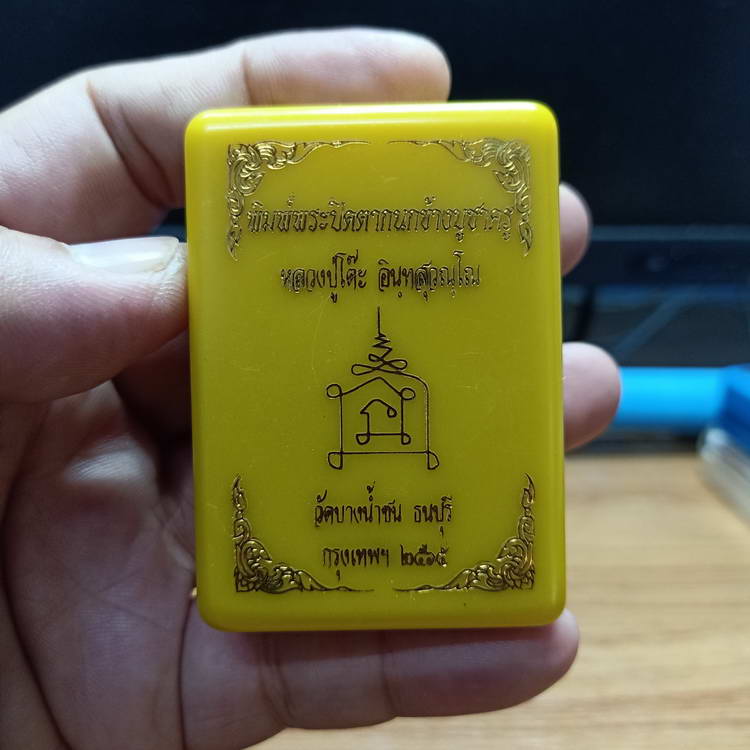 พิมพ์พระปิดตากนกข้างบูชาครู
หลวงปู่โต๊ะ อินฺทสุวณฺโณ
วัดบางน้ำชน ธนบุรี
กรุงเทพฯ ๒๕๖๕